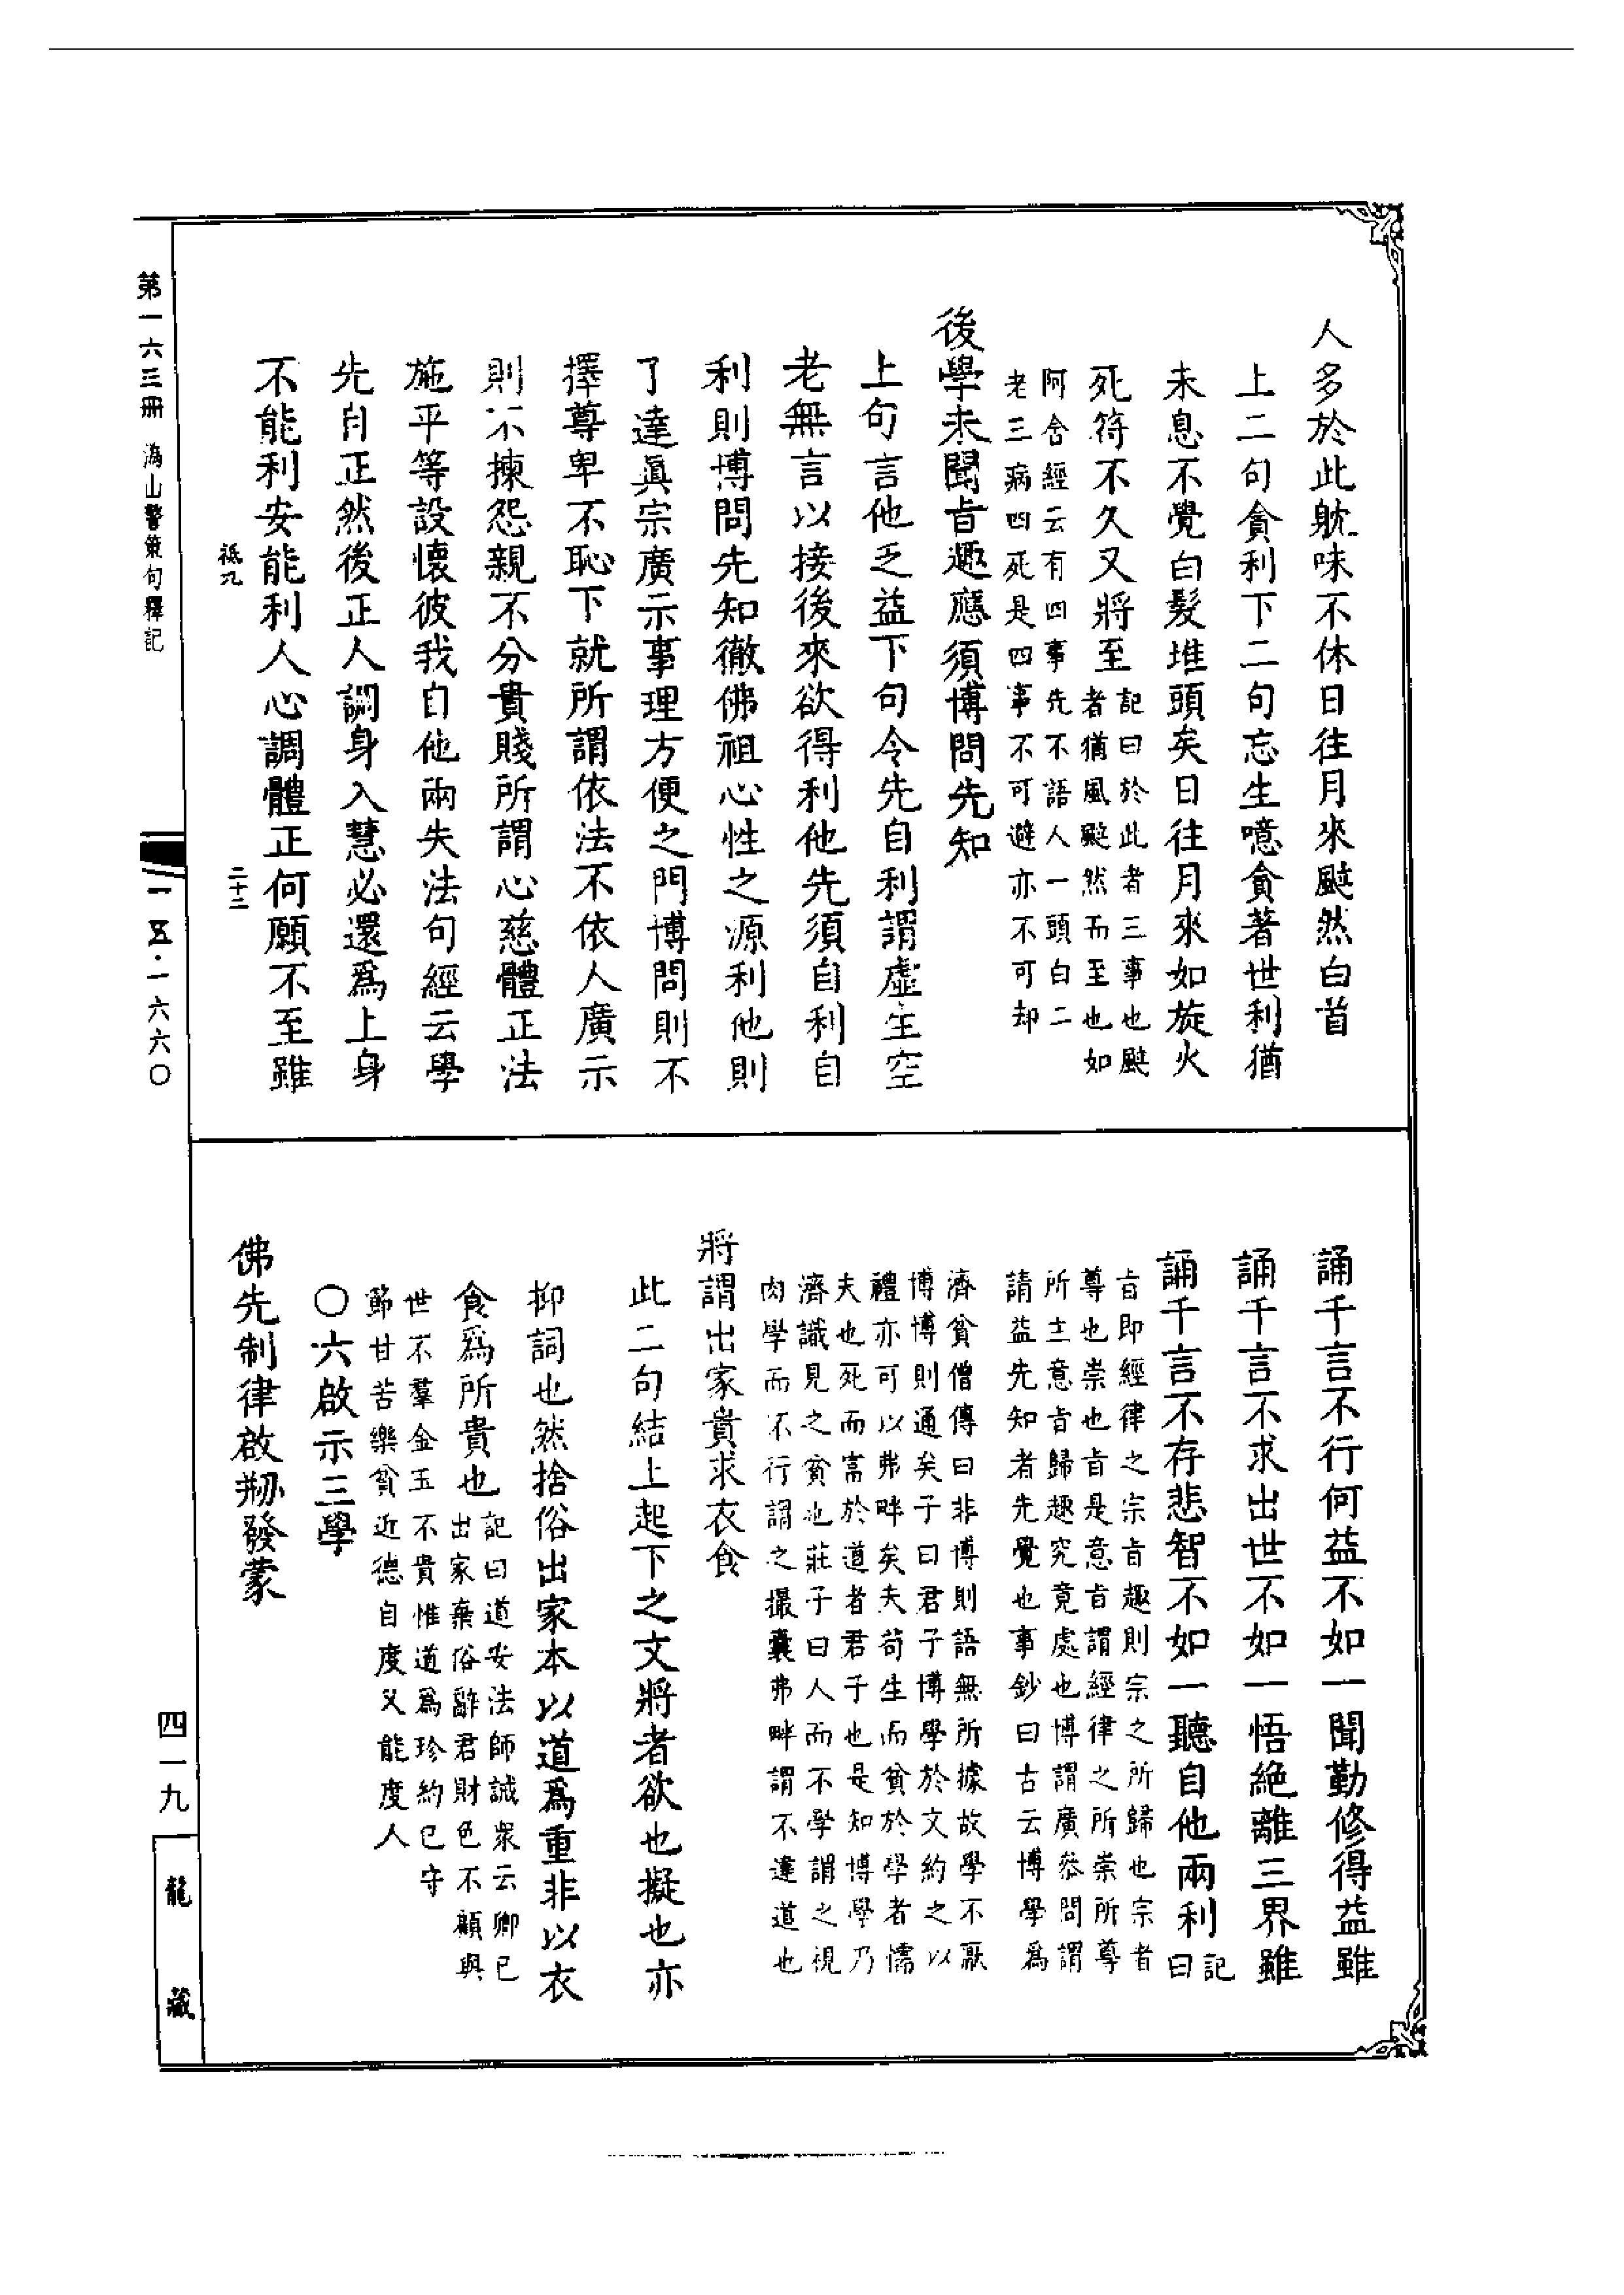 人多於此躭味不休日往月來颷然白首
上二句貪利下二句忘生噫貪著世利猶
未息不覺白髮堆頭矣日往月來如旋火
死符不久又將至
記曰於此者三事也颷
者猶風颷然而至也如
阿含經云有四事先不語人一頭白二
老三病四死是四事不可避亦不可却
後學未聞旨趣應須博問先知
上句言他乏益下句令先自利謂虛生空
老無言以接後來欲得利他先須自利自
利則博問先知徹佛祖心性之源利他則
了達眞宗廣示事理方便之門博問則不
擇尊卑不恥下就所謂依法不依人廣示
則不揀怨親不分貴賤所謂心慈體正法
施平等設懷彼我自他兩失法句經云學
先自正然後正人調身入慧必還爲上身
不能利安能利人心調體正何願不至雖
祗九
二十二
誦千言不行何益不如一聞勤修得益雖
誦千言不求出世不如一悟絶離三界雖
誦千言不存悲智不如一聽自他兩利
記
曰
旨即經律之宗旨趣則宗之所歸也宗者
尊也崇也旨是意旨謂經律之所崇所尊
所主意旨歸趣究竟處也博謂廣叅問謂
請益先知者先覺也事鈔曰古云博學爲
濟貧僧傳曰非博則語無所據故學不厭
博博則通矣子曰君子博學於文約之以
禮亦可以弗畔矣夫苟生而貧於學者懦
夫也死而富於道者君子也是知博學乃
濟識見之貧也莊子曰人而不學謂之視
肉學而不行謂之撮囊弗畔謂不違道也
將謂出家貴求衣食
此二句結上起下之文將者欲也擬也亦
抑詞也然捨俗出家本以道爲重非以衣
食爲所貴也
記曰道安法師誡衆云卿已
出家棄俗辭君財色不顧與
世不羣金玉不貴惟道爲珍約己守
節甘苦樂貧近德自度又能度人
〇六啟示三學
佛先制律啟剏發蒙
第一六三冊 溈山警策句釋記
一五·一六六〇
四一九
龍藏